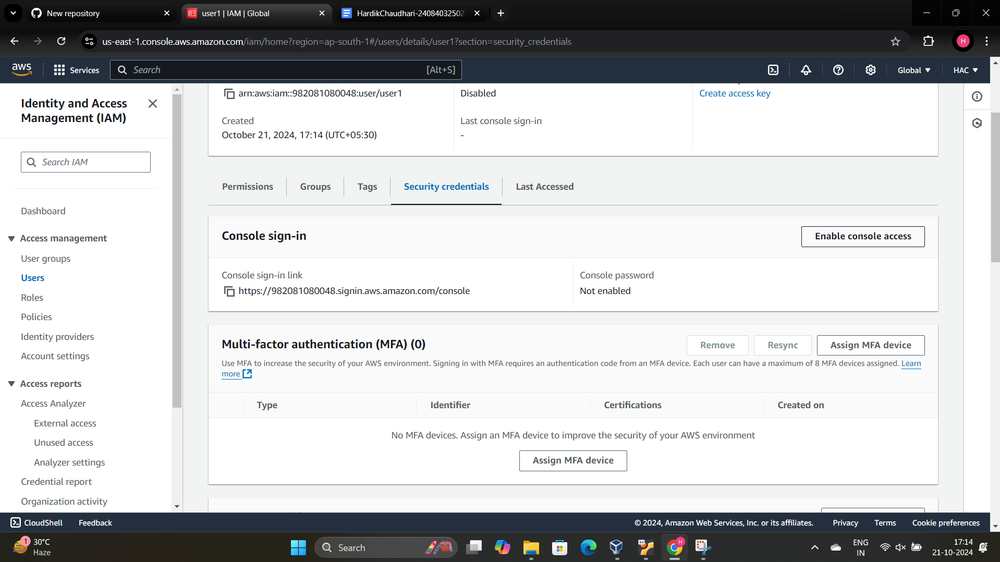 New repository
user1 | IAM | Global
HardikChaudhari-2408403250
us-east-1.console.aws.amazon.com/iam/home?region=ap-south-1#/users/details/user1?section=security_credentials
H
aws
Services
Search
[Alt+S]
Global
HAC
Identity and Access
Management (IAM)
Search IAM
Dashboard
Access management
User groups
Users
Roles
Policies
Identity providers
Account settings
Access reports
Access Analyzer
External access
Unused access
Analyzer settings
Credential report
Organization activity
arn:aws:iam::982081080048:user/user1
Disabled
Create access key
Created
October 21, 2024, 17:14 (UTC+05:30)
Last console sign-in
-
Permissions
Groups
Tags
Security credentials
Last Accessed
Console sign-in
Enable console access
Console sign-in link
https://982081080048.signin.aws.amazon.com/console
Console password
Not enabled
Multi-factor authentication (MFA) (0)
Remove
Resync
Assign MFA device
Use MFA to increase the security of your AWS environment. Signing in with MFA requires an authentication code from an MFA device. Each user can have a maximum of 8 MFA devices assigned. Learn
more
Type
Identifier
Certifications
Created on
No MFA devices. Assign an MFA device to improve the security of your AWS environment
Assign MFA device
CloudShell
Feedback
© 2024, Amazon Web Services, Inc. or its affiliates.
Privacy
Terms
Cookie preferences
1
30°C
Haze
Search
64
H
ENG
IN
17:14
21-10-2024